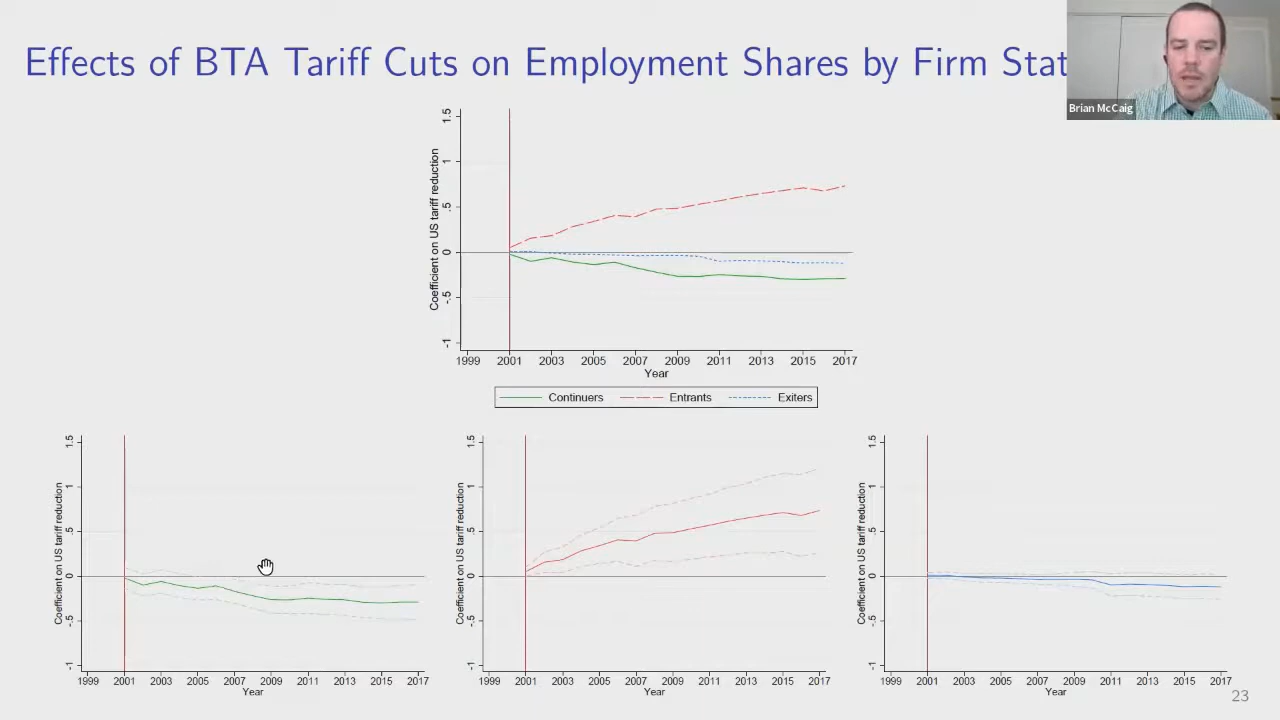 Effects of BTA Tariff Cuts on Employment Shares by Firm Stat
Brian McCaig
Coefficient on US tariff reduction
1.5
1
.5
0
-.5
-1
1999 2001 2003 2005 2007 2009 2011 2013 2015 2017
Year
Continuers Entrants Exiters
Coefficient on US tariff reduction
1.5
1
.5
0
-.5
-1
1999 2001 2003 2005 2007 2009 2011 2013 2015 2017
Year
Coefficient on US tariff reduction
1.5
1
.5
0
-.5
-1
1999 2001 2003 2005 2007 2009 2011 2013 2015 2017
Year
Coefficient on US tariff reduction
1.5
1
.5
0
-.5
-1
1999 2001 2003 2005 2007 2009 2011 2013 2015 2017
Year
23